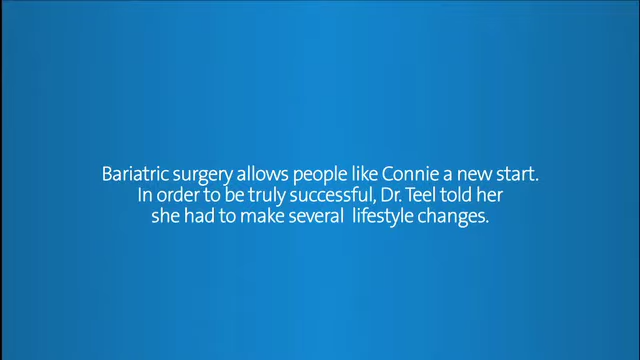 Bariatric surgery allows people like Connie a new start.
In order to be truly successful, Dr. Teel told her
she had to make several lifestyle changes.